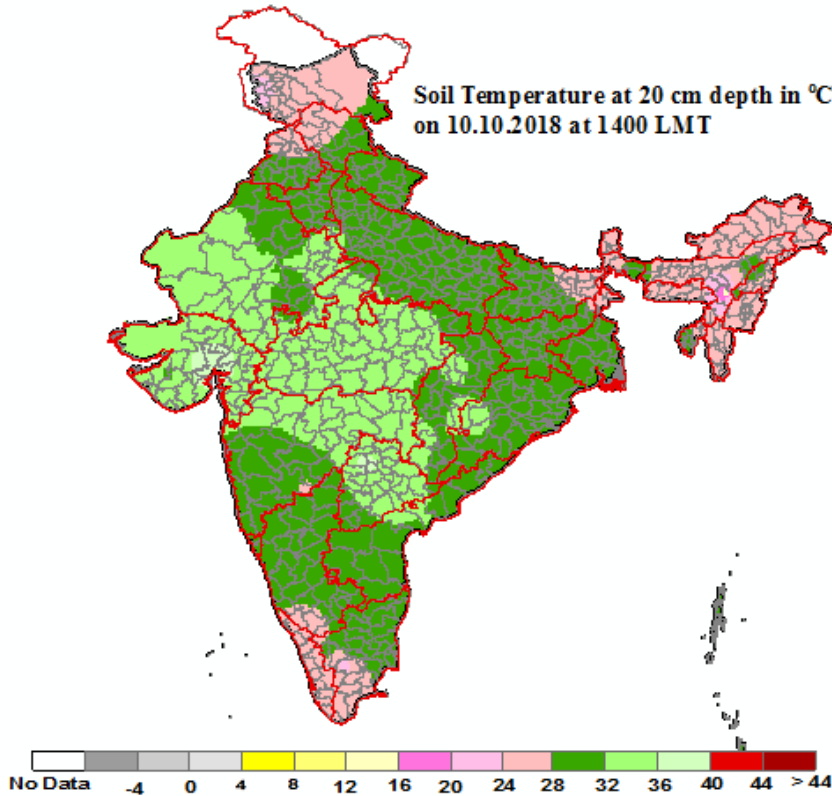 Soil Temperature at 20 cm depth in ⁰C
on 10.10.2018 at 1400 LMT
No Data -4 0 4 8 12 16 20 24 28 32 36 40 44 > 44